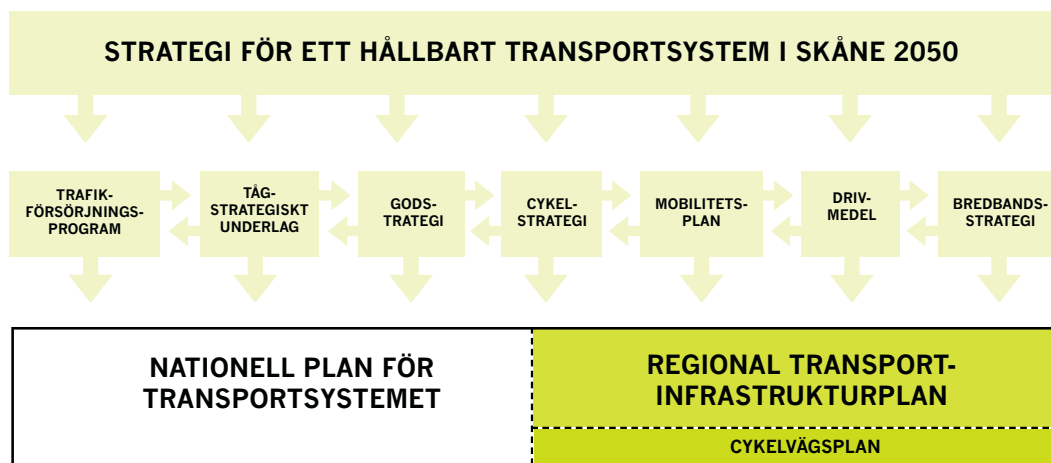 STRATEGI FÖR ETT HÅLLBART TRANSPORTSYSTEM I SKÅNE 2050
TRAFIK-
FÖRSÖRJNINGS-
PROGRAM
TÅG-
STRATEGISKT
UNDERLAG
GODS-
TRATEGI
CYKEL-
STRATEGI
MOBILITETS-
PLAN
DRIV-
MEDEL
BREDBANDS-
STRATEGI
NATIONELL PLAN FÖR
TRANSPORTSYSTEMET
REGIONAL TRANSPORT-
INFRASTRUKTURPLAN
CYKELVÄGSPLAN